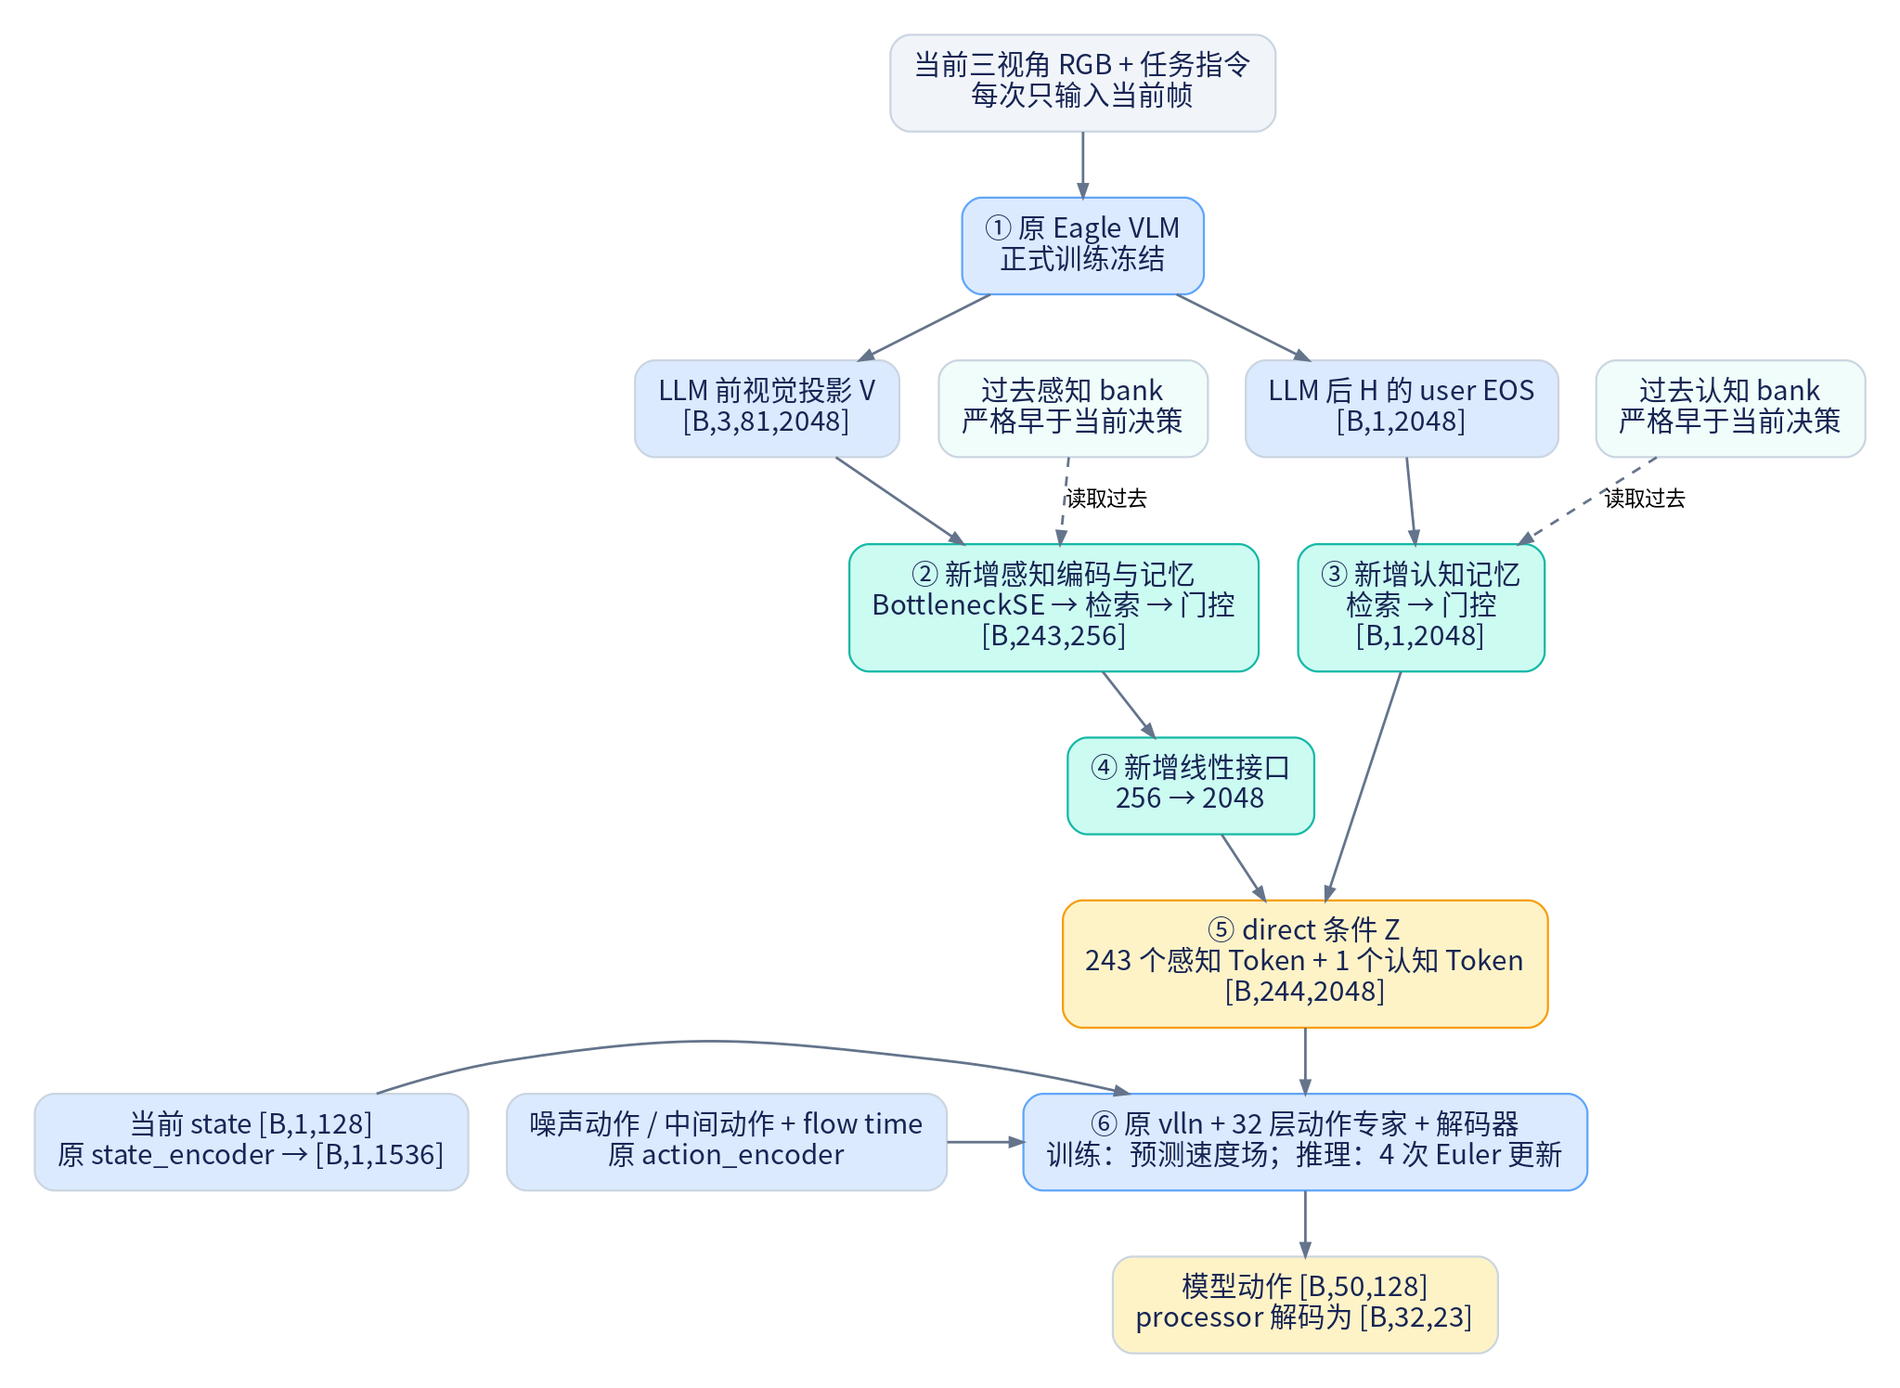 当前三视角 RGB + 任务指令
每次只输入当前帧
① 原 Eagle VLM
正式训练冻结
LLM 前视觉投影 V
[B,3,81,2048]
过去感知 bank
严格早于当前决策
LLM 后 H 的 user EOS
[B,1,2048]
过去认知 bank
严格早于当前决策
读取过去
读取过去
② 新增感知编码与记忆
BottleneckSE → 检索 → 门控
[B,243,256]
③ 新增认知记忆
检索 → 门控
[B,1,2048]
④ 新增线性接口
256 → 2048
⑤ direct 条件 Z
243 个感知 Token + 1 个认知 Token
[B,244,2048]
当前 state [B,1,128]
原 state_encoder → [B,1,1536]
噪声动作 / 中间动作 + flow time
原 action_encoder
⑥ 原 vlln + 32 层动作专家 + 解码器
训练：预测速度场；推理：4 次 Euler 更新
模型动作 [B,50,128]
processor 解码为 [B,32,23]